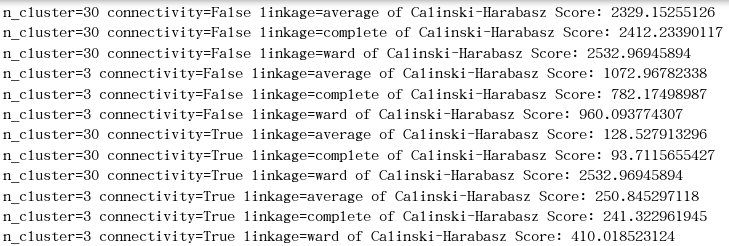 n_cluster=30 connectivity=False linkage=average of Calinski-Harabasz Score: 2329.15255126
n_cluster=30 connectivity=False linkage=complete of Calinski-Harabasz Score: 2412.23390117
n_cluster=30 connectivity=False linkage=ward of Calinski-Harabasz Score: 2532.96945894
n_cluster=3 connectivity=False linkage=average of Calinski-Harabasz Score: 1072.96782338
n_cluster=3 connectivity=False linkage=complete of Calinski-Harabasz Score: 782.17498987
n_cluster=3 connectivity=False linkage=ward of Calinski-Harabasz Score: 960.093774307
n_cluster=30 connectivity=True linkage=average of Calinski-Harabasz Score: 128.527913296
n_cluster=30 connectivity=True linkage=complete of Calinski-Harabasz Score: 93.7115655427
n_cluster=30 connectivity=True linkage=ward of Calinski-Harabasz Score: 2532.96945894
n_cluster=3 connectivity=True linkage=average of Calinski-Harabasz Score: 250.845297118
n_cluster=3 connectivity=True linkage=complete of Calinski-Harabasz Score: 241.322961945
n_cluster=3 connectivity=True linkage=ward of Calinski-Harabasz Score: 410.018523124